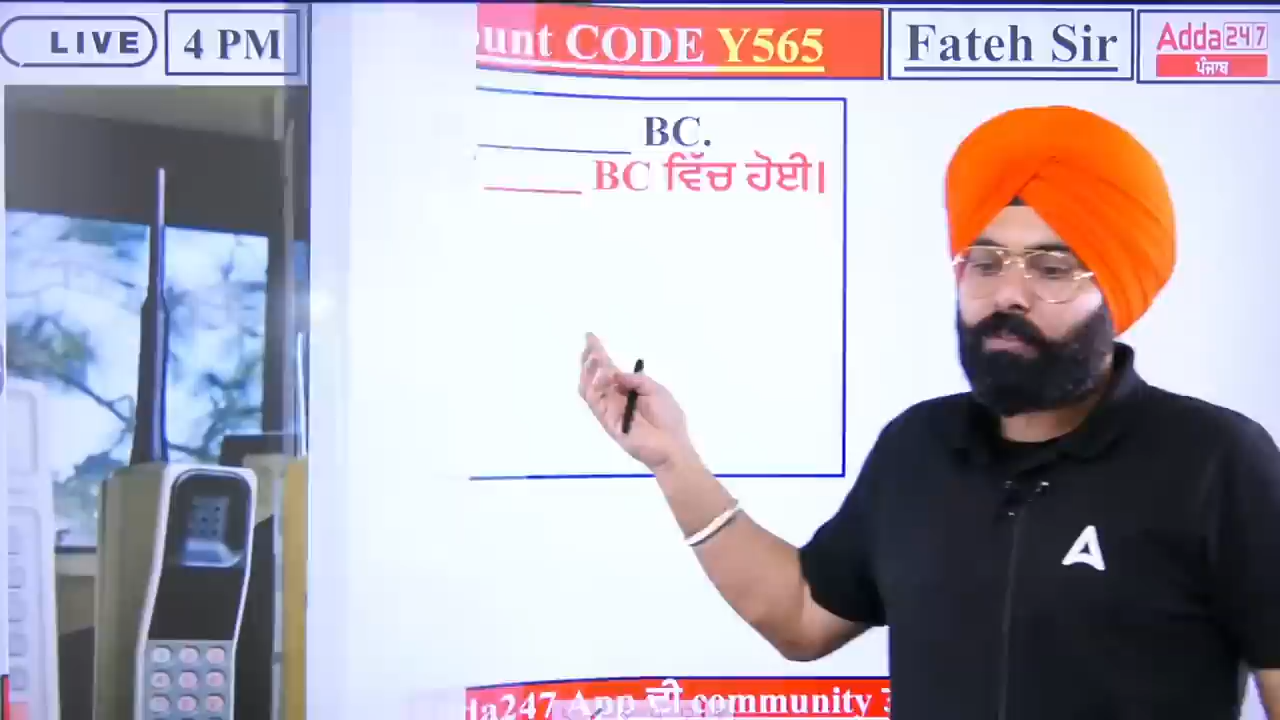 LIVE
4 PM
unt CODE Y565
Fateh Sir
Adda247
ਪੰਜਾਬ
BC.
BC ਵਿੱਚ ਹੋਈ।
App ਦੀ community